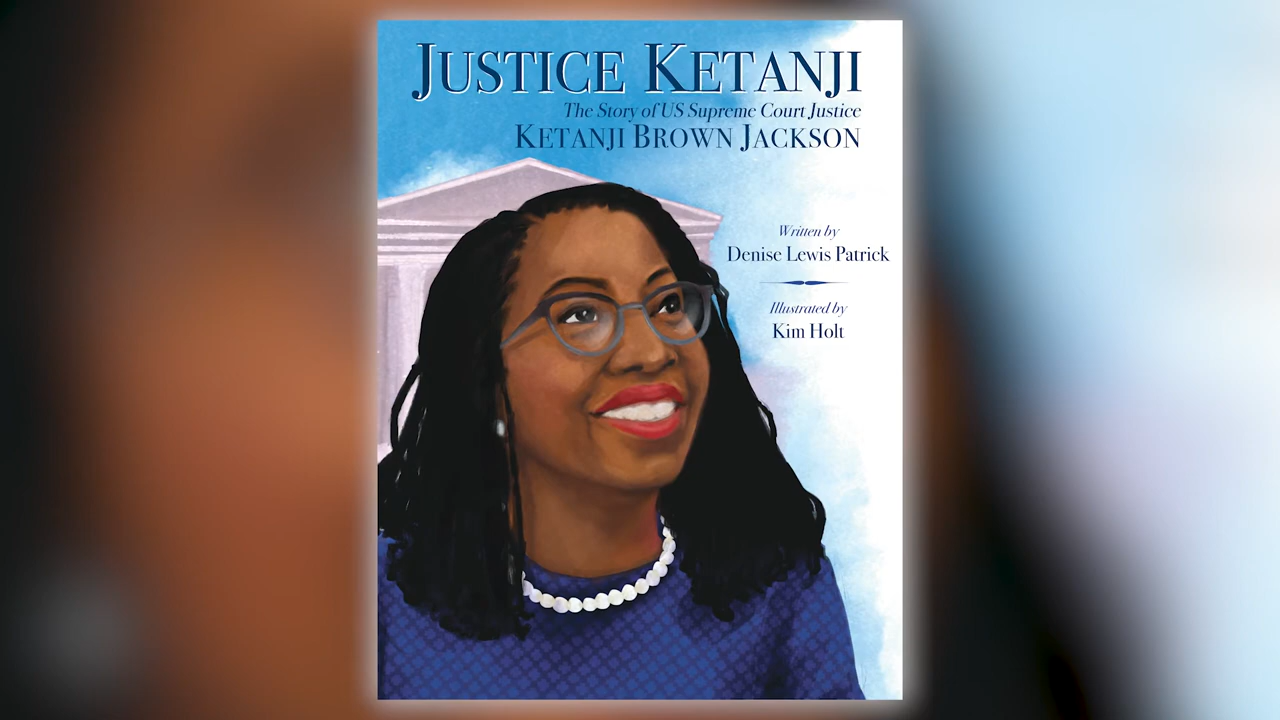 JUSTICE KETANJI
The Story of US Supreme Court Justice
KETANJI BROWN JACKSON
Written by
Denise Lewis Patrick
Illustrated by
Kim Holt